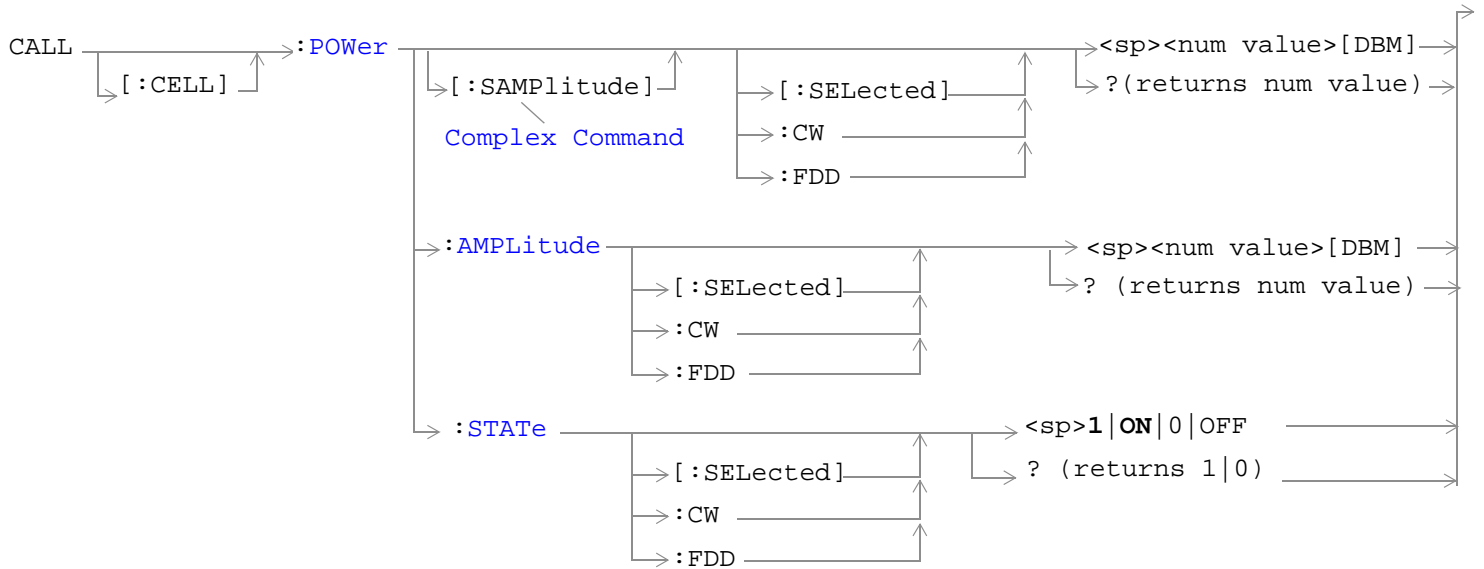 CALL :POWer <sp><num value>[DBM]
[:CELL] [:SAMPlitude] [:SELected] ?(returns num value)
Complex Command :CW
:FDD
:AMPLitude <sp><num value>[DBM]
[:SELected] ? (returns num value)
:CW
:FDD
:STATe <sp>1|ON|0|OFF
[:SELected] ? (returns 1|0)
:CW
:FDD